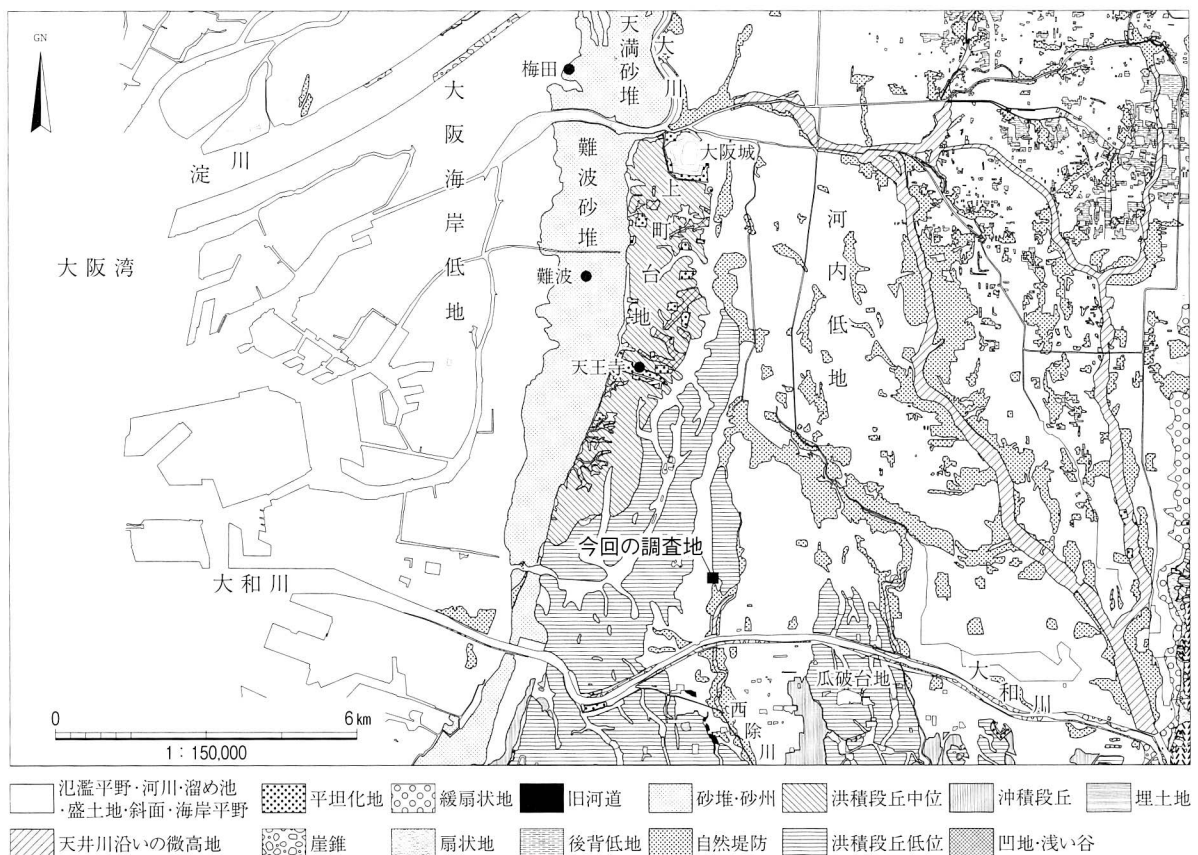 GN
梅田
天満砂堆
大川
大阪海岸低地
淀川
難波砂堆
大阪城
上町台地
河内低地
大阪湾
難波
天王寺
今回の調査地
大和川
瓜破台地
大和川
西除川
0 6km
1:150,000
氾濫平野・河川・溜め池・盛土地・斜面・海岸平野
平坦化地
緩扇状地
旧河道
砂堆・砂州
洪積段丘中位
沖積段丘
埋土地
天井川沿いの微高地
崖錐
扇状地
後背低地
自然堤防
洪積段丘低位
凹地・浅い谷